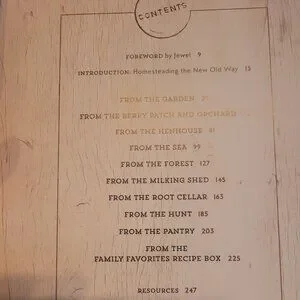 CONTENTS
FOREWORD by Jewel 9
INTRODUCTION: Homesteading the New Old Way 13
FROM THE GARDEN
FROM THE BERRY PATCH AND ORCHARD
FROM THE HENHOUSE 81
FROM THE SEA 99
FROM THE FOREST 127
FROM THE MILKING SHED 145
FROM THE ROOT CELLAR 163
FROM THE HUNT 185
FROM THE PANTRY 203
FROM THE
FAMILY FAVORITES RECIPE BOX 225
RESOURCES 247